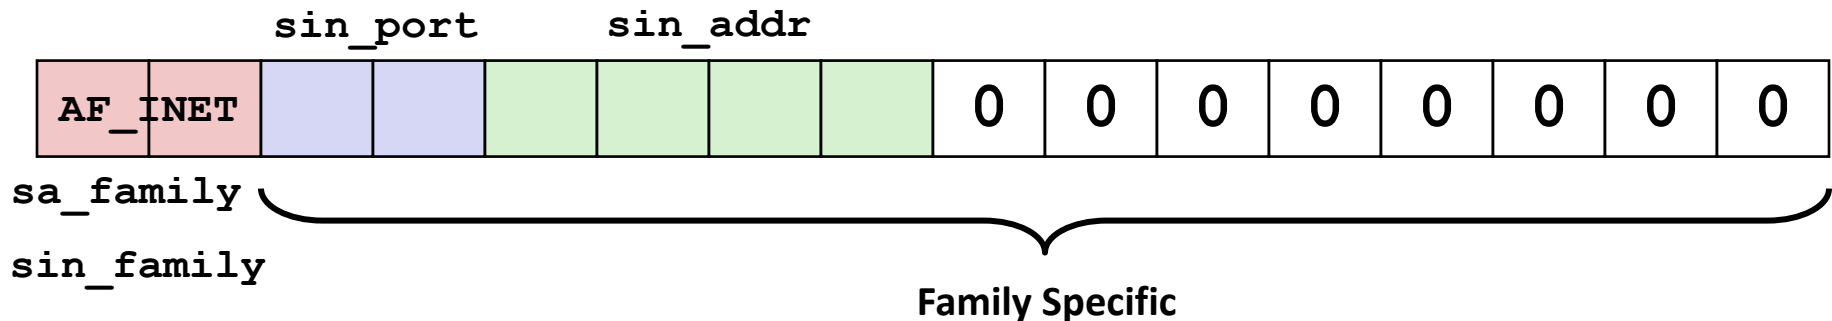 sin_port sin_addr
AF_INET 0 0 0 0 0 0 0 0
sa_family
sin_family
Family Specific